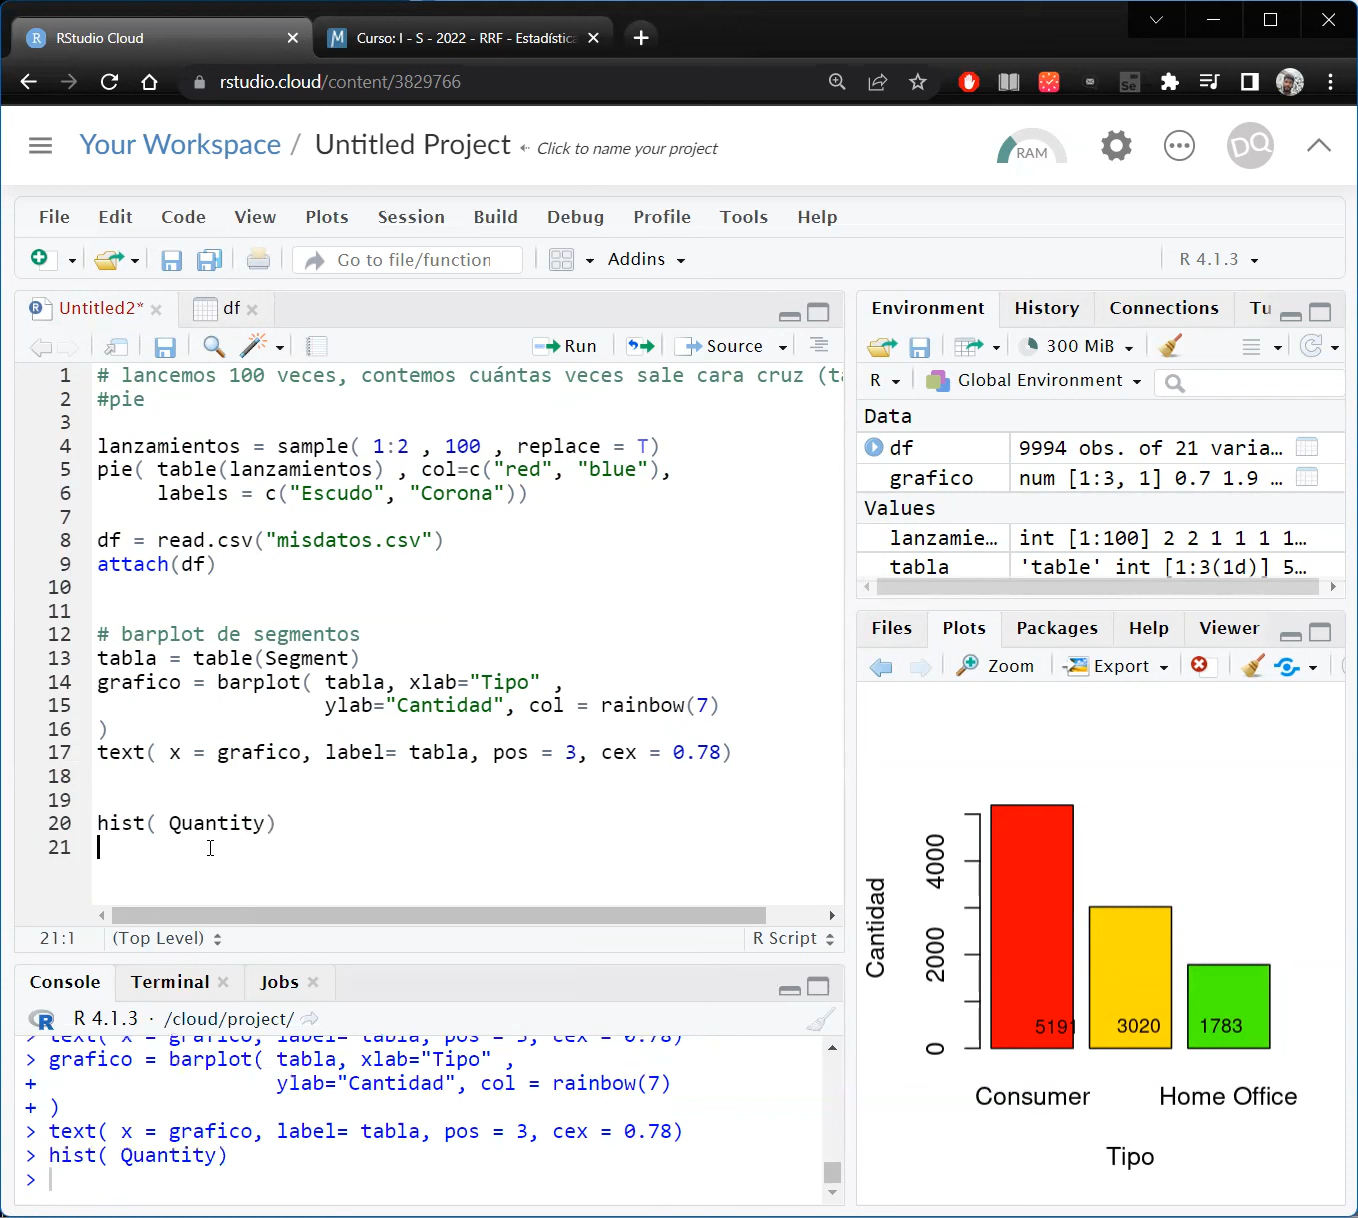 RStudio Cloud
Curso: I - S - 2022 - RRF - Estadístic
rstudio.cloud/content/3829766
Your Workspace / Untitled Project Click to name your project
RAM
DQ
File Edit Code View Plots Session Build Debug Profile Tools Help
Go to file/function
Addins
R 4.1.3
Untitled2*
df
Run
Source
1 # lancemos 100 veces, contemos cuántas veces sale cara cruz (ta
2 #pie
3
4 lanzamientos = sample( 1:2 , 100 , replace = T)
5 pie( table(lanzamientos) , col=c("red", "blue"),
6 labels = c("Escudo", "Corona"))
7
8 df = read.csv("misdatos.csv")
9 attach(df)
10
11
12 # barplot de segmentos
13 tabla = table(Segment)
14 grafico = barplot( tabla, xlab="Tipo" ,
15 ylab="Cantidad", col = rainbow(7)
16 )
17 text( x = grafico, label= tabla, pos = 3, cex = 0.78)
18
19
20 hist( Quantity)
21
21:1 (Top Level) R Script
Console Terminal Jobs
R 4.1.3 · /cloud/project/
> text( x = grafico, label= tabla, pos = 3, cex = 0.78)
> grafico = barplot( tabla, xlab="Tipo" ,
+ ylab="Cantidad", col = rainbow(7)
+ )
> text( x = grafico, label= tabla, pos = 3, cex = 0.78)
> hist( Quantity)
>
Environment History Connections Tu
300 MiB
R Global Environment
Data
df 9994 obs. of 21 varia…
grafico num [1:3, 1] 0.7 1.9 …
Values
lanzamie… int [1:100] 2 2 1 1 1 1…
tabla 'table' int [1:3(1d)] 5…
Files Plots Packages Help Viewer
Zoom Export
Cantidad
4000
2000
0
5191 3020 1783
Consumer Home Office
Tipo